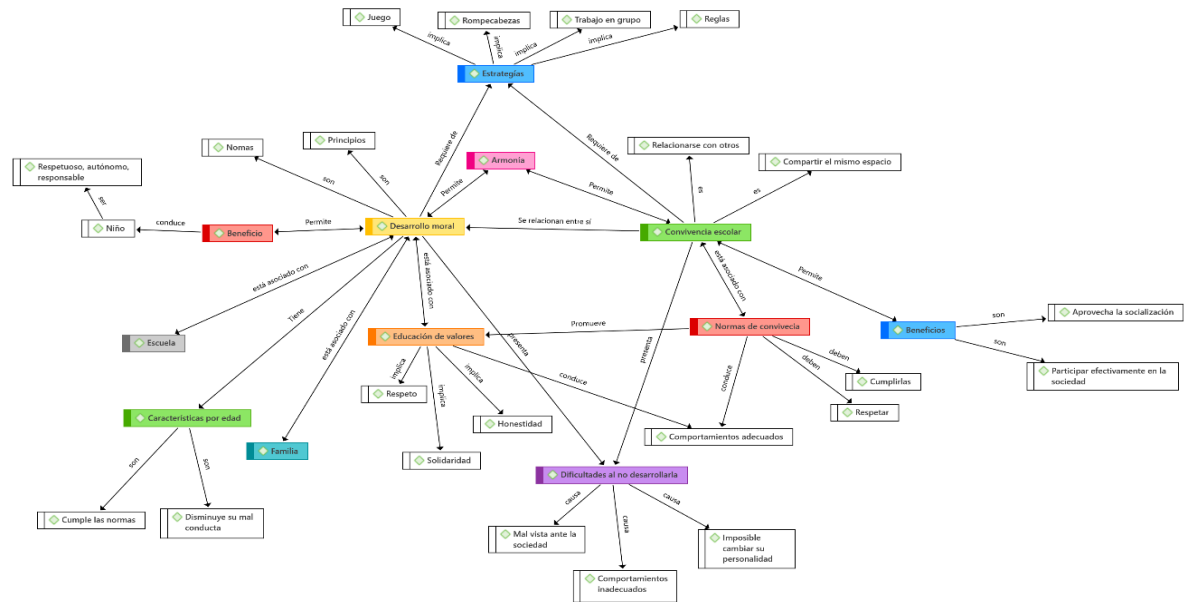 Juego
Rompecabezas
Trabajo en grupo
Reglas
implica
implica
implica
implica
Estrategías
Nomas
Principios
Requiere de
Requiere de
Armonía
Relacionarse con otros
Compartir el mismo espacio
Respetuoso, autónomo,
responsable
son
son
Permite
Permite
es
es
ser
Niño
conduce
Beneficio
Permite
Desarrollo moral
Se relacionan entre sí
Convivencia escolar
está asociado con
Tiene
está asociado con
está asociado con
presenta
presenta
está asociado con
Permite
Escuela
Educación de valores
Promueve
Normas de convivecia
Beneficios
son
Aprovecha la socialización
son
Participar efectivamente en la
sociedad
implica
implica
implica
conduce
conduce
deben
deben
Respeto
Cumplirlas
Respetar
Honestidad
Características por edad
Familia
Solidaridad
Comportamientos adecuados
Dificultades al no desarrollarla
son
son
causa
causa
causa
Cumple las normas
Disminuye su mal
conducta
Mal vista ante la
sociedad
Imposible
cambiar su
personalidad
Comportamientos
inadecuados